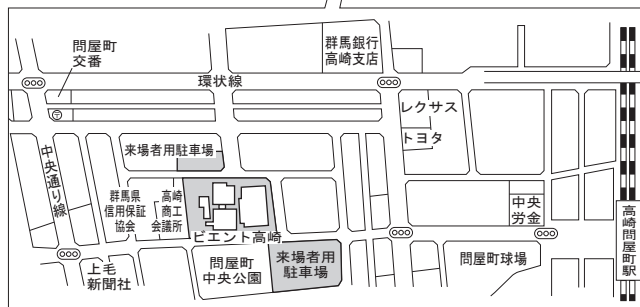 問屋町
交番
群馬銀行
高崎支店
環状線
〒
レクサス
トヨタ
来場者用駐車場
中央通り線
群馬県
信用保証
協会
高崎
商工
会議所
ビエント高崎
中央
労金
高崎問屋町駅
上毛
新聞社
問屋町
中央公園
来場者用
駐車場
問屋町球場